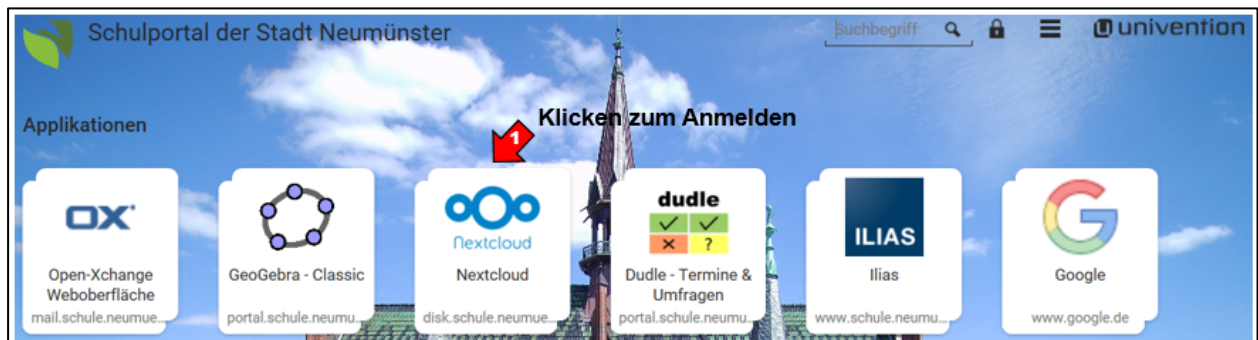 Schulportal der Stadt Neumünster
Suchbegriff
univention
Klicken zum Anmelden
Applikationen
1
OX
Open-Xchange
Weboberfläche
mail.schule.neumue...
GeoGebra - Classic
portal.schule.neumu...
Nextcloud
Nextcloud
disk.schule.neumue...
dudle
?
Dudle - Termine &
Umfragen
portal.schule.neumu...
ILIAS
Ilias
www.schule.neumu...
G
Google
www.google.de